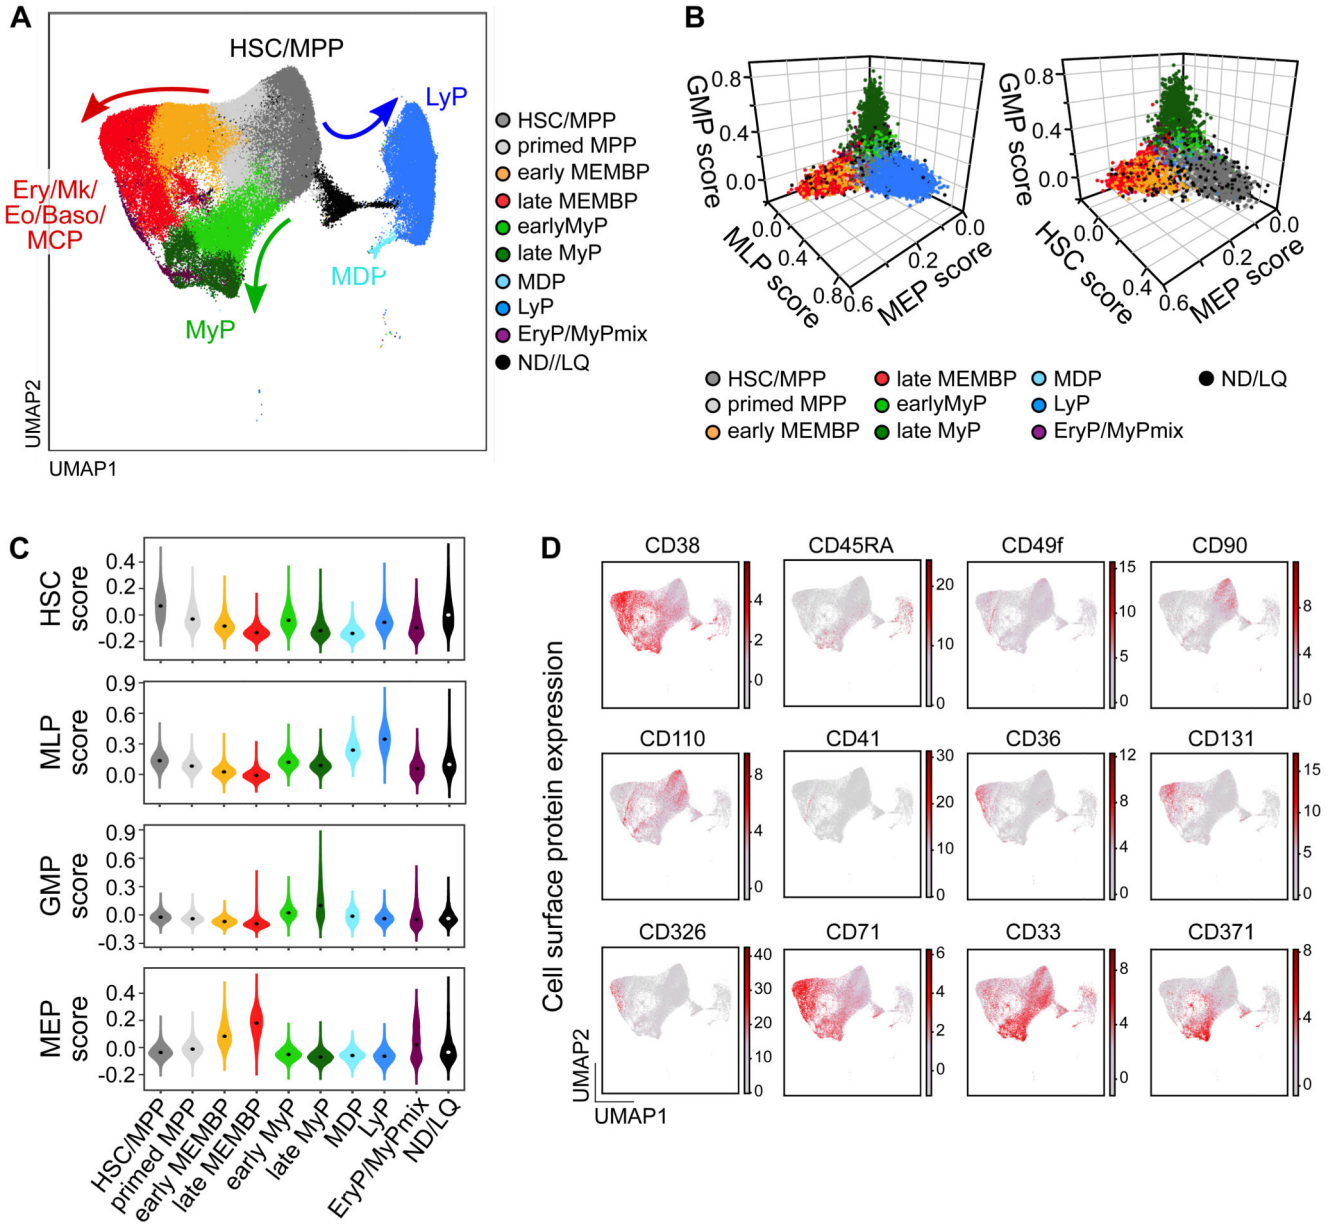 A
HSC/MPP
LyP
Ery/Mk/
Eo/Baso/
MCP
MDP
MyP
UMAP2
UMAP1
HSC/MPP
primed MPP
early MEMBP
late MEMBP
earlyMyP
late MyP
MDP
LyP
EryP/MyPmix
ND//LQ
B
GMP score
0.8
0.4
0.0
MLP score
0.0
0.4
0.8
MEP score
0.6
0.2
0.0
GMP score
0.8
0.4
0.0
HSC score
0.0
0.4
MEP score
0.6
0.2
0.0
HSC/MPP
primed MPP
early MEMBP
late MEMBP
earlyMyP
late MyP
MDP
LyP
EryP/MyPmix
ND/LQ
C
HSC
score
0.4
0.2
0.0
-0.2
MLP
score
0.9
0.6
0.3
0.0
GMP
score
0.9
0.6
0.3
0.0
-0.3
MEP
score
0.4
0.2
0.0
-0.2
HSC/MPP
primed MPP
early MEMBP
late MEMBP
early MyP
late MyP
MDP
LyP
EryP/MyPmix
ND/LQ
D
Cell surface protein expression
CD38
4
2
0
CD45RA
20
10
0
CD49f
15
10
5
0
CD90
8
4
0
CD110
8
4
0
CD41
30
20
10
0
CD36
12
8
4
0
CD131
15
10
5
0
CD326
40
30
20
10
0
CD71
6
4
2
0
CD33
8
4
0
CD371
8
4
0
UMAP2
UMAP1